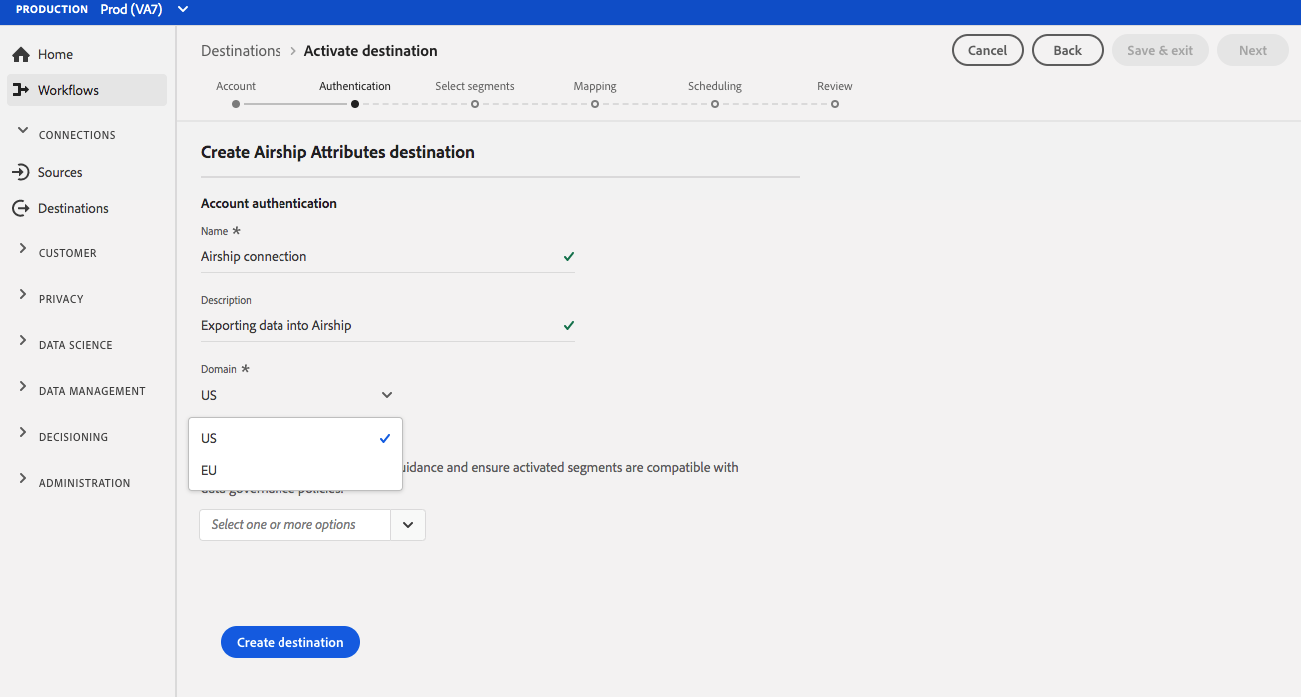 PRODUCTION Prod (VA7)
Home
Workflows
CONNECTIONS
Sources
Destinations
CUSTOMER
PRIVACY
DATA SCIENCE
DATA MANAGEMENT
DECISIONING
ADMINISTRATION
Destinations > Activate destination
Cancel Back Save & exit Next
Account Authentication Select segments Mapping Scheduling Review
Create Airship Attributes destination
Account authentication
Name *
Airship connection
Description
Exporting data into Airship
Domain *
US
US
EU
and ensure activated segments are compatible with
data governance policies.
Select one or more options
Create destination